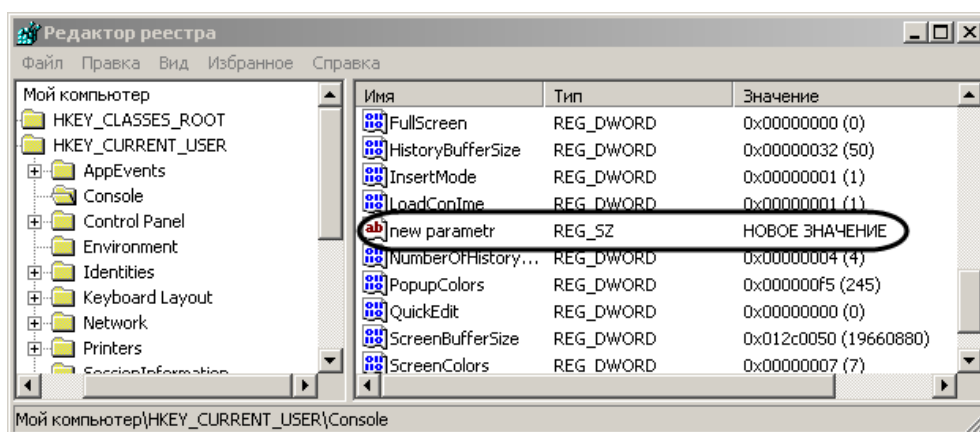 Редактор реестра
Файл Правка Вид Избранное Справка
Мой компьютер
HKEY_CLASSES_ROOT
HKEY_CURRENT_USER
AppEvents
Console
Control Panel
Environment
Identities
Keyboard Layout
Network
Printers
SessionInformation
Имя Тип Значение
FullScreen REG_DWORD 0x00000000 (0)
HistoryBufferSize REG_DWORD 0x00000032 (50)
InsertMode REG_DWORD 0x00000001 (1)
LoadConIme REG_DWORD 0x00000001 (1)
new parametr REG_SZ НОВОЕ ЗНАЧЕНИЕ
NumberOfHistory... REG_DWORD 0x00000004 (4)
PopupColors REG_DWORD 0x000000f5 (245)
QuickEdit REG_DWORD 0x00000000 (0)
ScreenBufferSize REG_DWORD 0x012c0050 (19660880)
ScreenColors REG_DWORD 0x00000007 (7)
Мой компьютер\HKEY_CURRENT_USER\Console